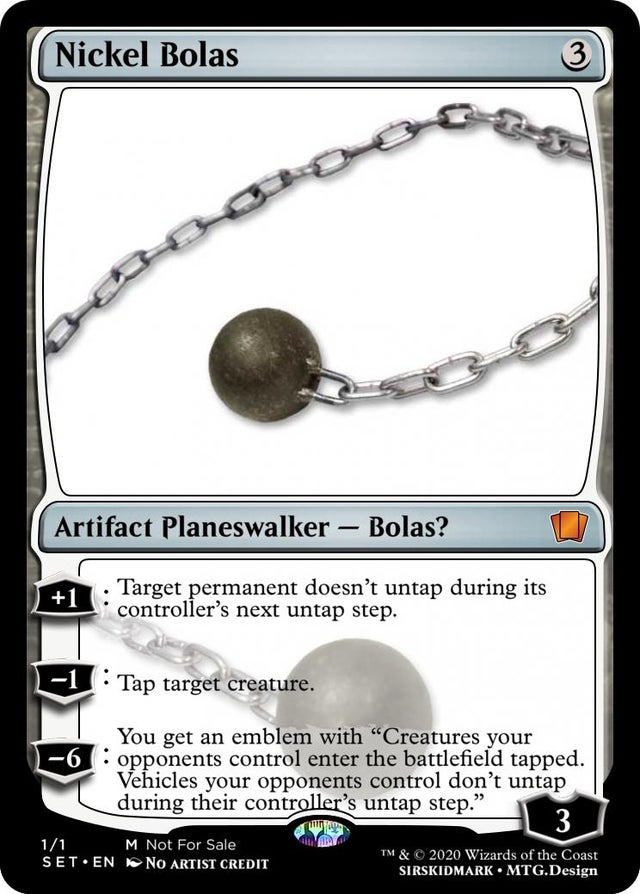 Nickel Bolas 3
Artifact Planeswalker — Bolas?
+1 : Target permanent doesn't untap during its
controller's next untap step.
−1 : Tap target creature.
You get an emblem with “Creatures your
−6 : opponents control enter the battlefield tapped.
Vehicles your opponents control don't untap
during their controller's untap step.”
3
1/1 M Not For Sale
SET • EN No artist credit
™ & © 2020 Wizards of the Coast
SIRSKIDMARK • MTG.Design